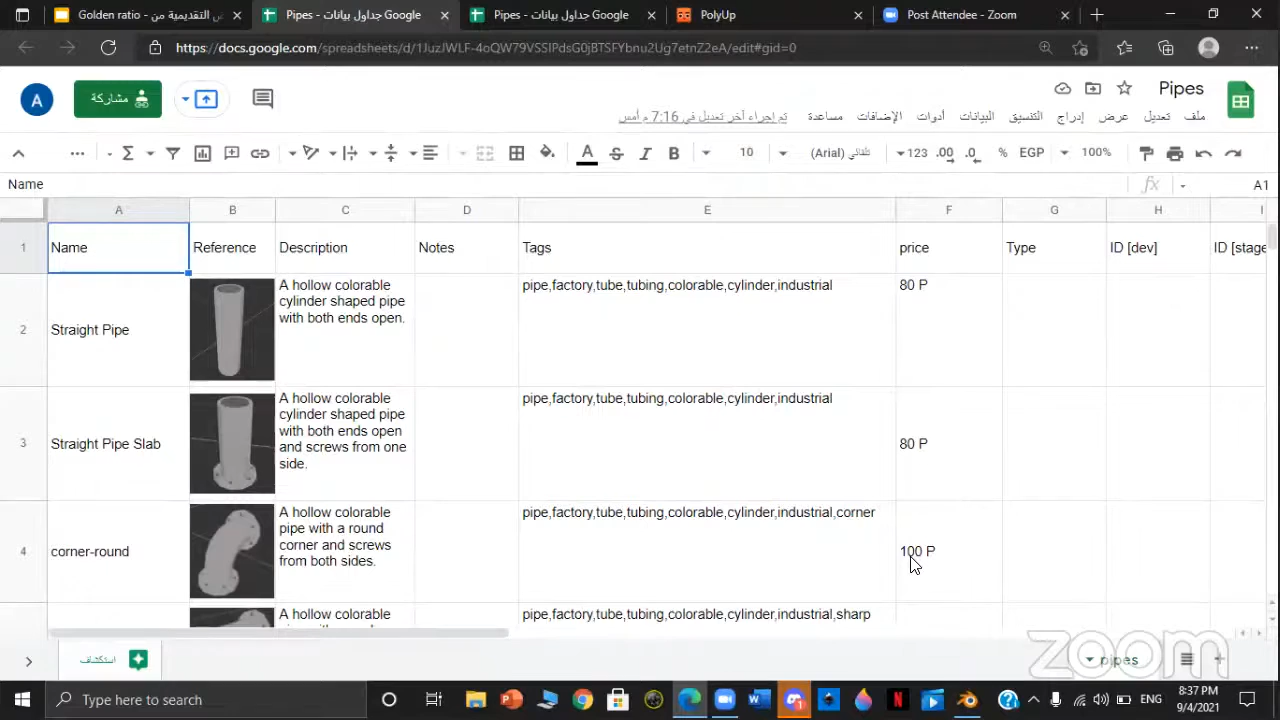 Golden ratio - ض التقديمية من
Pipes - جداول بيانات Google
Pipes - جداول بيانات Google
PolyUp
Post Attendee - Zoom
https://docs.google.com/spreadsheets/d/1JuzJWLF-4oQW79VSSIPdsG0jBTSFYbnu2Ug7etnZ2eA/edit#gid=0
A
مشاركة
Pipes
ملف تعديل عرض إدراج التنسيق البيانات أدوات الإضافات مساعدة تم إجراء آخر تعديل في 7:16 م أمس
10 تلقائي (Arial) 123 .00 .0 % EGP 100%
Name
fx
A1
A B C D E F G H I
1 Name Reference Description Notes Tags price Type ID [dev] ID [stage
2 Straight Pipe
A hollow colorable
cylinder shaped pipe
with both ends open.
pipe,factory,tube,tubing,colorable,cylinder,industrial
80 P
3 Straight Pipe Slab
A hollow colorable
cylinder shaped pipe
with both ends open
and screws from one
side.
pipe,factory,tube,tubing,colorable,cylinder,industrial
80 P
4 corner-round
A hollow colorable
pipe with a round
corner and screws
from both sides.
pipe,factory,tube,tubing,colorable,cylinder,industrial,corner
100 P
A hollow colorable
pipe,factory,tube,tubing,colorable,cylinder,industrial,sharp
استكشاف
pipes
zoom
Type here to search
ENG
8:37 PM
9/4/2021